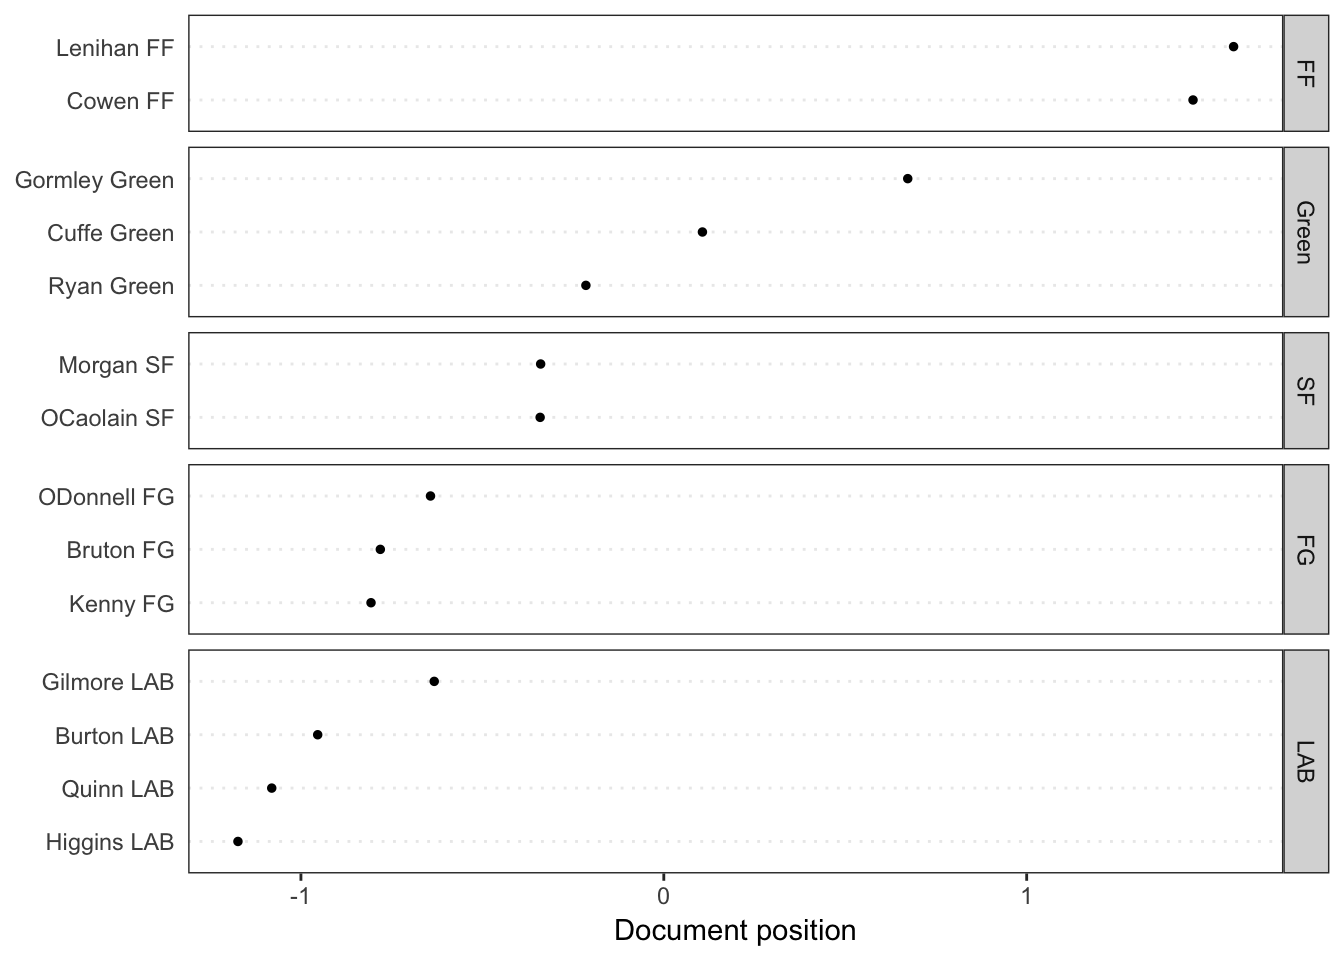 Lenihan FF
Cowen FF
FF
Gormley Green
Cuffe Green
Ryan Green
Green
Morgan SF
OCaolain SF
SF
ODonnell FG
Bruton FG
Kenny FG
FG
Gilmore LAB
Burton LAB
Quinn LAB
Higgins LAB
LAB
-1 0 1
Document position